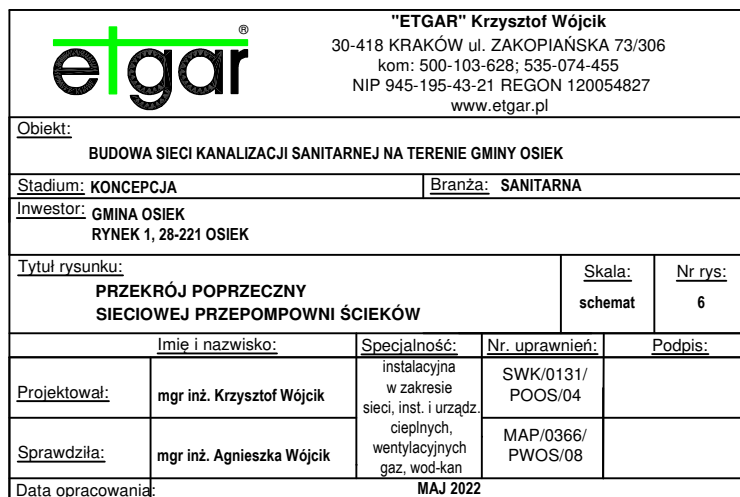 etgar ®
"ETGAR" Krzysztof Wójcik
30-418 KRAKÓW ul. ZAKOPIAŃSKA 73/306
kom: 500-103-628; 535-074-455
NIP 945-195-43-21 REGON 120054827
www.etgar.pl
Obiekt:
BUDOWA SIECI KANALIZACJI SANITARNEJ NA TERENIE GMINY OSIEK
Stadium: KONCEPCJA
Branża: SANITARNA
Inwestor: GMINA OSIEK
RYNEK 1, 28-221 OSIEK
Tytuł rysunku:
PRZEKRÓJ POPRZECZNY
SIECIOWEJ PRZEPOMPOWNI ŚCIEKÓW
Skala:
schemat
Nr rys:
6
Imię i nazwisko:
Specjalność:
Nr. uprawnień:
Podpis:
Projektował:
mgr inż. Krzysztof Wójcik
instalacyjna
w zakresie
sieci, inst. i urządz.
cieplnych,
wentylacyjnych
gaz, wod-kan
SWK/0131/
POOS/04
Sprawdziła:
mgr inż. Agnieszka Wójcik
MAP/0366/
PWOS/08
Data opracowania:
MAJ 2022